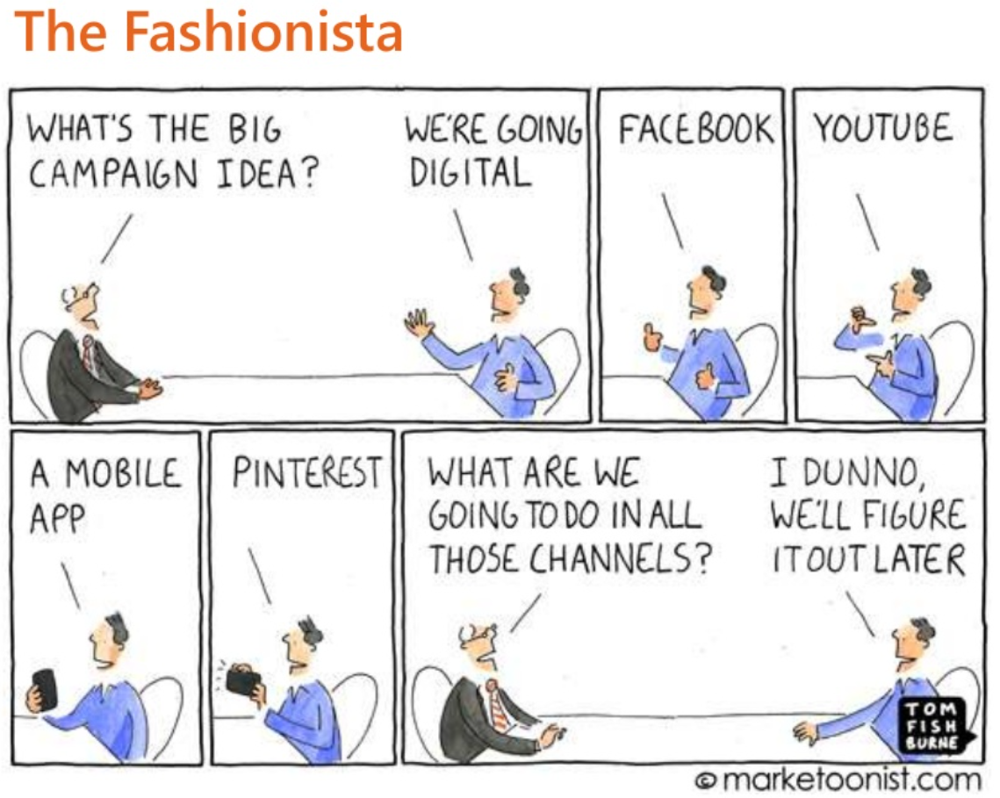 The Fashionista
WHAT'S THE BIG
CAMPAIGN IDEA?
WE'RE GOING
DIGITAL
FACEBOOK
YOUTUBE
A MOBILE
APP
PINTEREST
WHAT ARE WE
GOING TO DO IN ALL
THOSE CHANNELS?
I DUNNO,
WE'LL FIGURE
IT OUT LATER
TOM
FISH
BURNE
© marketoonist.com